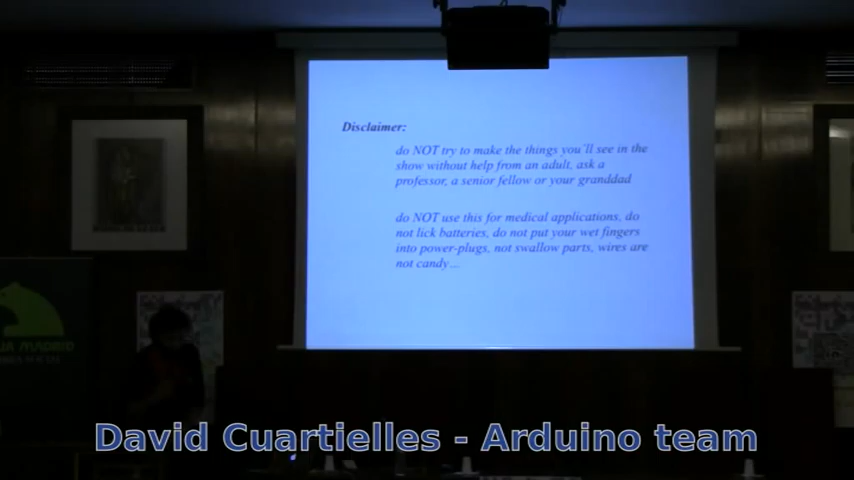 Disclaimer:
do NOT try to make the things you´ll see in the
show without help from an adult, ask a
professor, a senior fellow or your granddad
do NOT use this for medical applications, do
not lick batteries, do not put your wet fingers
into power-plugs, not swallow parts, wires are
not candy...
MADRID
David Cuartielles - Arduino team